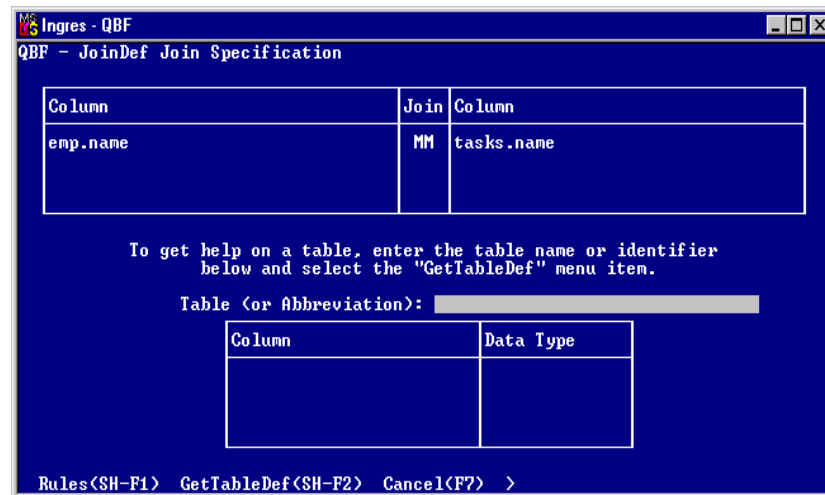 Ingres - QBF
QBF - JoinDef Join Specification
Column Join Column
emp.name MM tasks.name
To get help on a table, enter the table name or identifier
below and select the "GetTableDef" menu item.
Table (or Abbreviation):
Column Data Type
Rules(SH-F1) GetTableDef(SH-F2) Cancel(F7) >